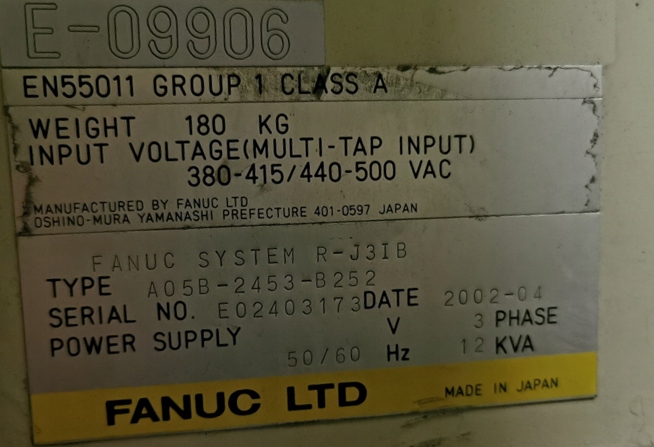 E-09906
EN55011 GROUP 1 CLASS A
WEIGHT 180 KG
INPUT VOLTAGE(MULTI-TAP INPUT)
380-415/440-500 VAC
MANUFACTURED BY FANUC LTD
OSHINO-MURA YAMANASHI PREFECTURE 401-0597 JAPAN
FANUC SYSTEM R-J3IB
TYPE A05B-2453-B252
SERIAL NO. E02403173 DATE 2002-04
POWER SUPPLY V 3 PHASE
50/60 Hz 12 KVA
FANUC LTD MADE IN JAPAN